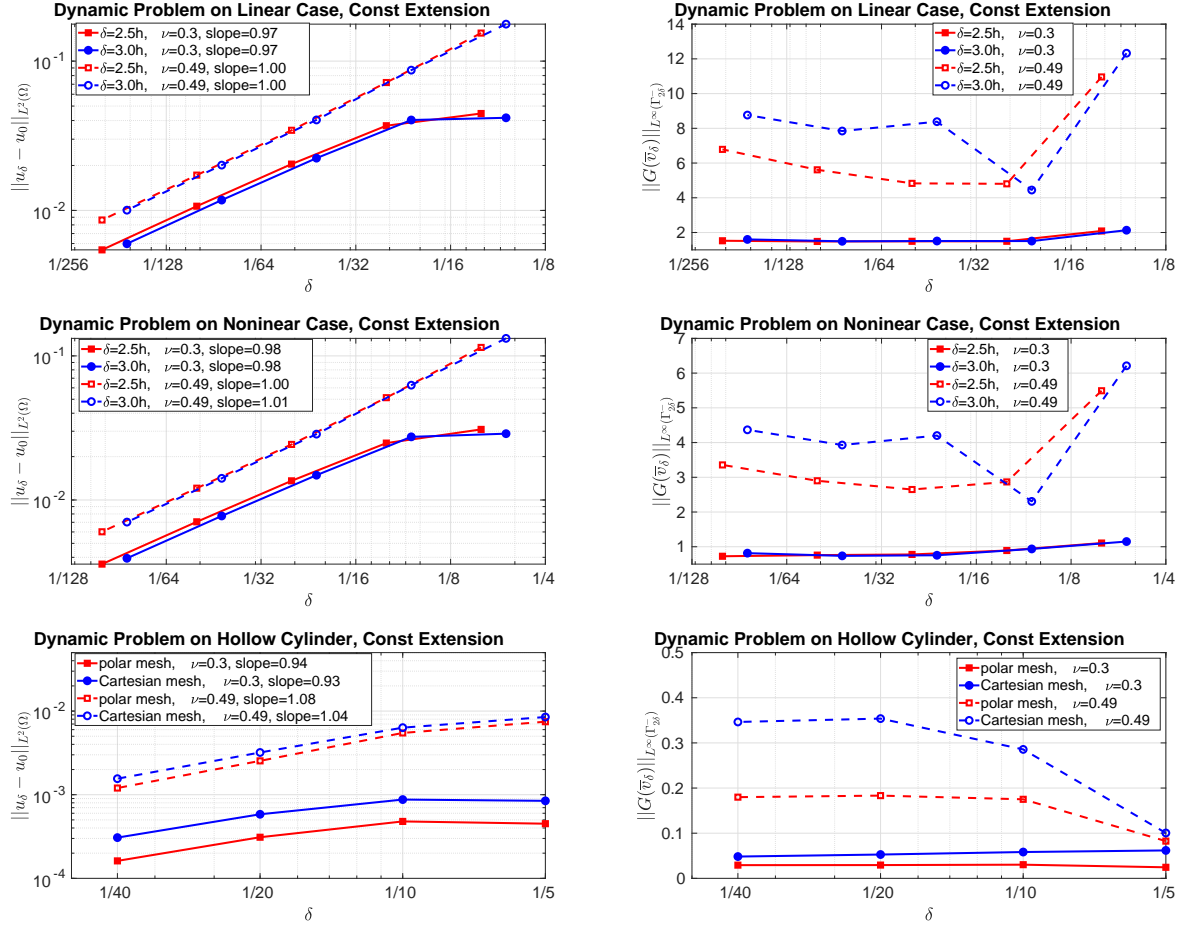 Dynamic Problem on Linear Case, Const Extension
δ=2.5h, ν=0.3, slope=0.97
δ=3.0h, ν=0.3, slope=0.97
δ=2.5h, ν=0.49, slope=1.00
δ=3.0h, ν=0.49, slope=1.00
||u_δ − u_0||_{L^2(Ω)}
10^{-1}
10^{-2}
1/256 1/128 1/64 1/32 1/16 1/8
δ
Dynamic Problem on Linear Case, Const Extension
δ=2.5h, ν=0.3
δ=3.0h, ν=0.3
δ=2.5h, ν=0.49
δ=3.0h, ν=0.49
||G(v̅_δ)||_{L^∞(Γ^-_{2δ})}
14
12
10
8
6
4
2
1/256 1/128 1/64 1/32 1/16 1/8
δ
Dynamic Problem on Noninear Case, Const Extension
δ=2.5h, ν=0.3, slope=0.98
δ=3.0h, ν=0.3, slope=0.98
δ=2.5h, ν=0.49, slope=1.00
δ=3.0h, ν=0.49, slope=1.01
||u_δ − u_0||_{L^2(Ω)}
10^{-1}
10^{-2}
1/128 1/64 1/32 1/16 1/8 1/4
δ
Dynamic Problem on Noninear Case, Const Extension
δ=2.5h, ν=0.3
δ=3.0h, ν=0.3
δ=2.5h, ν=0.49
δ=3.0h, ν=0.49
||G(v̅_δ)||_{L^∞(Γ^-_{2δ})}
7
6
5
4
3
2
1
1/128 1/64 1/32 1/16 1/8 1/4
δ
Dynamic Problem on Hollow Cylinder, Const Extension
polar mesh, ν=0.3, slope=0.94
Cartesian mesh, ν=0.3, slope=0.93
polar mesh, ν=0.49, slope=1.08
Cartesian mesh, ν=0.49, slope=1.04
||u_δ − u_0||_{L^2(Ω)}
10^{-2}
10^{-3}
10^{-4}
1/40 1/20 1/10 1/5
δ
Dynamic Problem on Hollow Cylinder, Const Extension
polar mesh, ν=0.3
Cartesian mesh, ν=0.3
polar mesh, ν=0.49
Cartesian mesh, ν=0.49
||G(v̅_δ)||_{L^∞(Γ^-_{2δ})}
0.5
0.4
0.3
0.2
0.1
0
1/40 1/20 1/10 1/5
δ